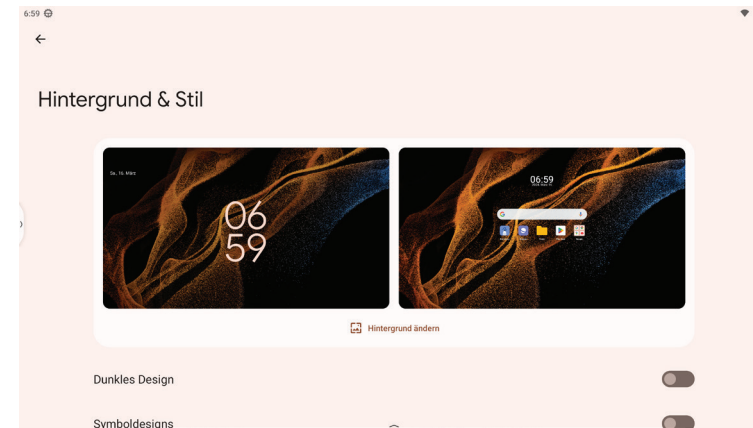 6:59
Hintergrund & Stil
Sa., 16. März
06
59
06:59
Hintergrund ändern
Dunkles Design
Symboldesigns